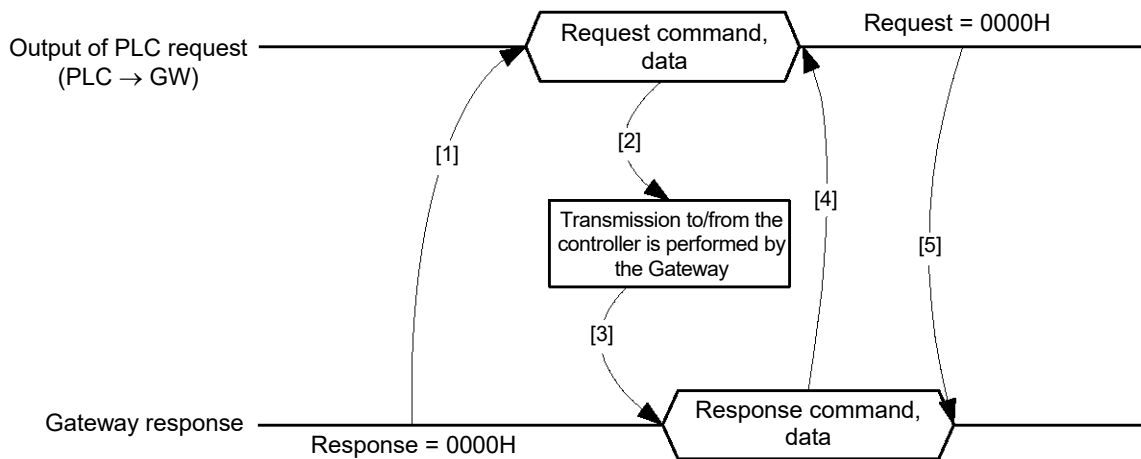 Output of PLC request
(PLC → GW)
Request command,
data
Request = 0000H
[1]
[2]
[4]
[5]
Transmission to/from the
controller is performed by
the Gateway
[3]
Gateway response
Response = 0000H
Response command,
data